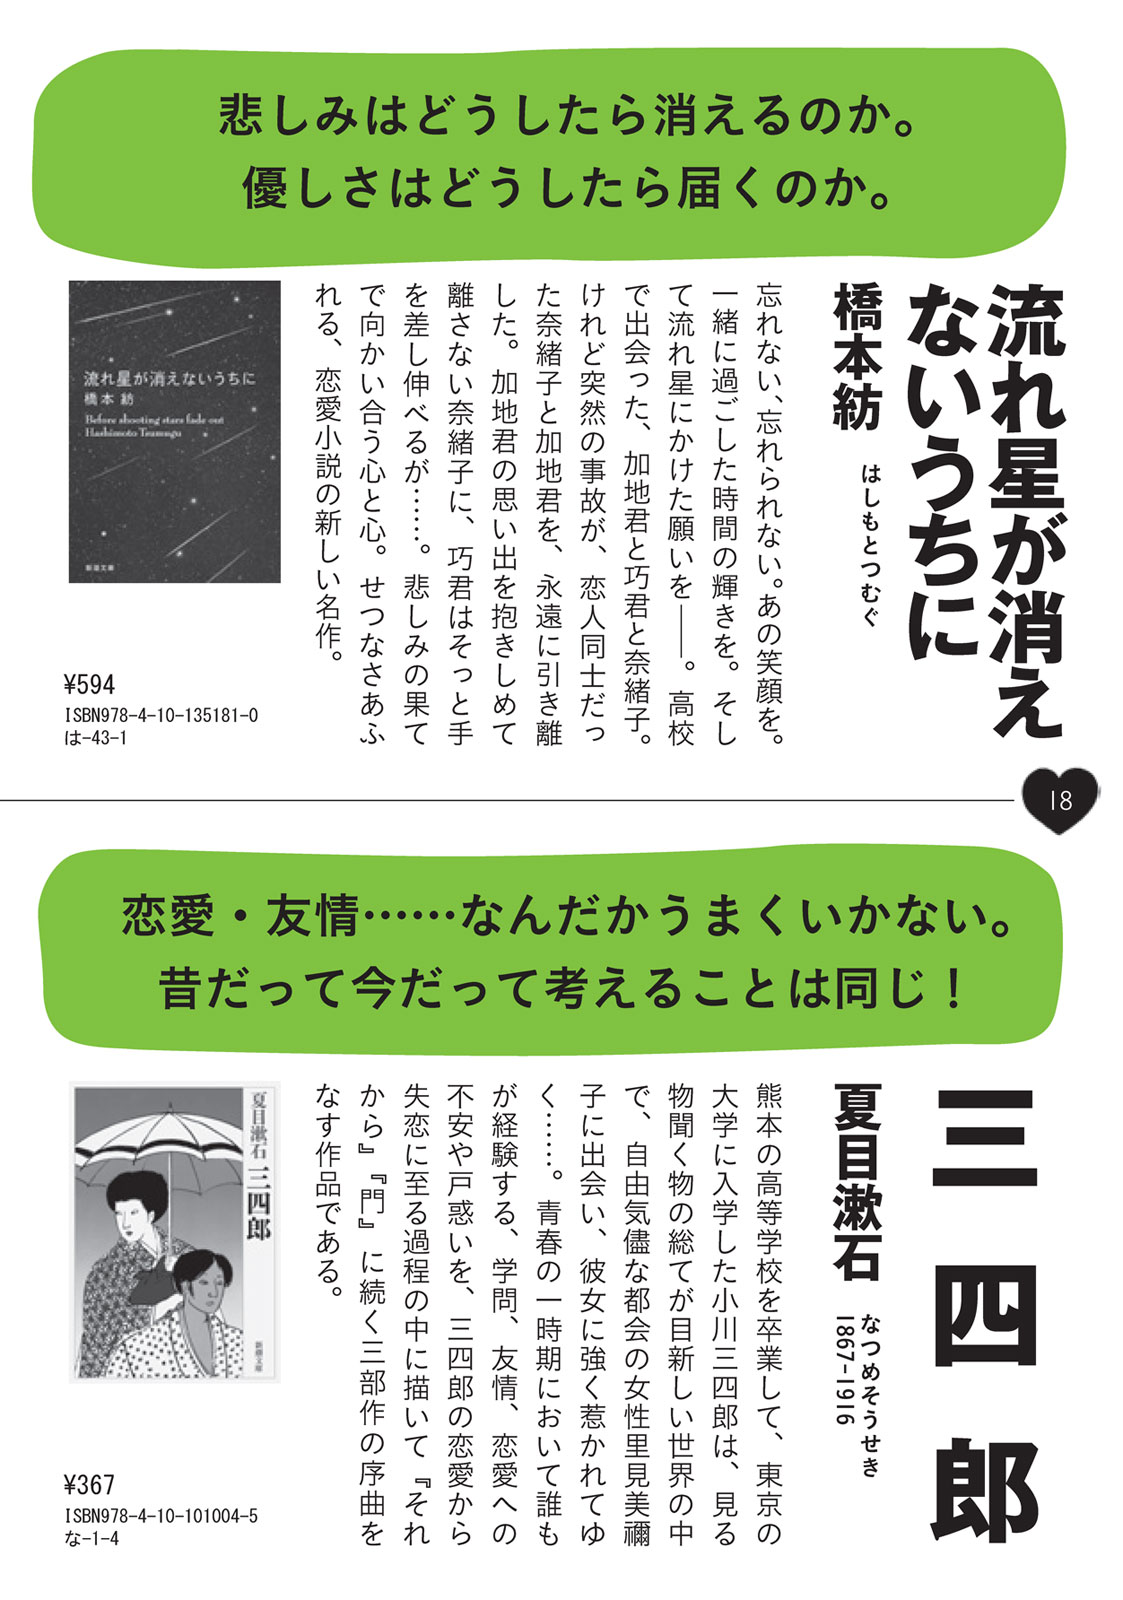 悲しみはどうしたら消えるのか。
優しさはどうしたら届くのか。
流れ星が消え
ないうちに
橋本紡 はしもとつむぐ
忘れない、忘れられない。あの笑顔を。
一緒に過ごした時間の輝きを。そし
て流れ星にかけた願いを――。高校
で出会った、加地君と巧君と奈緒子。
けれど突然の事故が、恋人同士だっ
た奈緒子と加地君を、永遠に引き離
した。加地君の思い出を抱きしめて
離さない奈緒子に、巧君はそっと手
を差し伸べるが……。悲しみの果て
で向かい合う心と心。せつなさあふ
れる、恋愛小説の新しい名作。
流れ星が消えないうちに
橋本 紡
Before shooting stars fade out
Hashimoto Tsumugu
新潮文庫
¥594
ISBN978-4-10-135181-0
は-43-1
18
恋愛・友情……なんだかうまくいかない。
昔だって今だって考えることは同じ！
三四郎
夏目漱石 なつめそうせき
1867-1916
熊本の高等学校を卒業して、東京の
大学に入学した小川三四郎は、見る
物聞く物の総てが目新しい世界の中
で、自由気儘な都会の女性里見美禰
子に出会い、彼女に強く惹かれてゆ
く……。青春の一時期において誰も
が経験する、学問、友情、恋愛への
不安や戸惑いを、三四郎の恋愛から
失恋に至る過程の中に描いて『それ
から』『門』に続く三部作の序曲を
なす作品である。
夏目漱石 三四郎
新潮文庫
¥367
ISBN978-4-10-101004-5
な-1-4